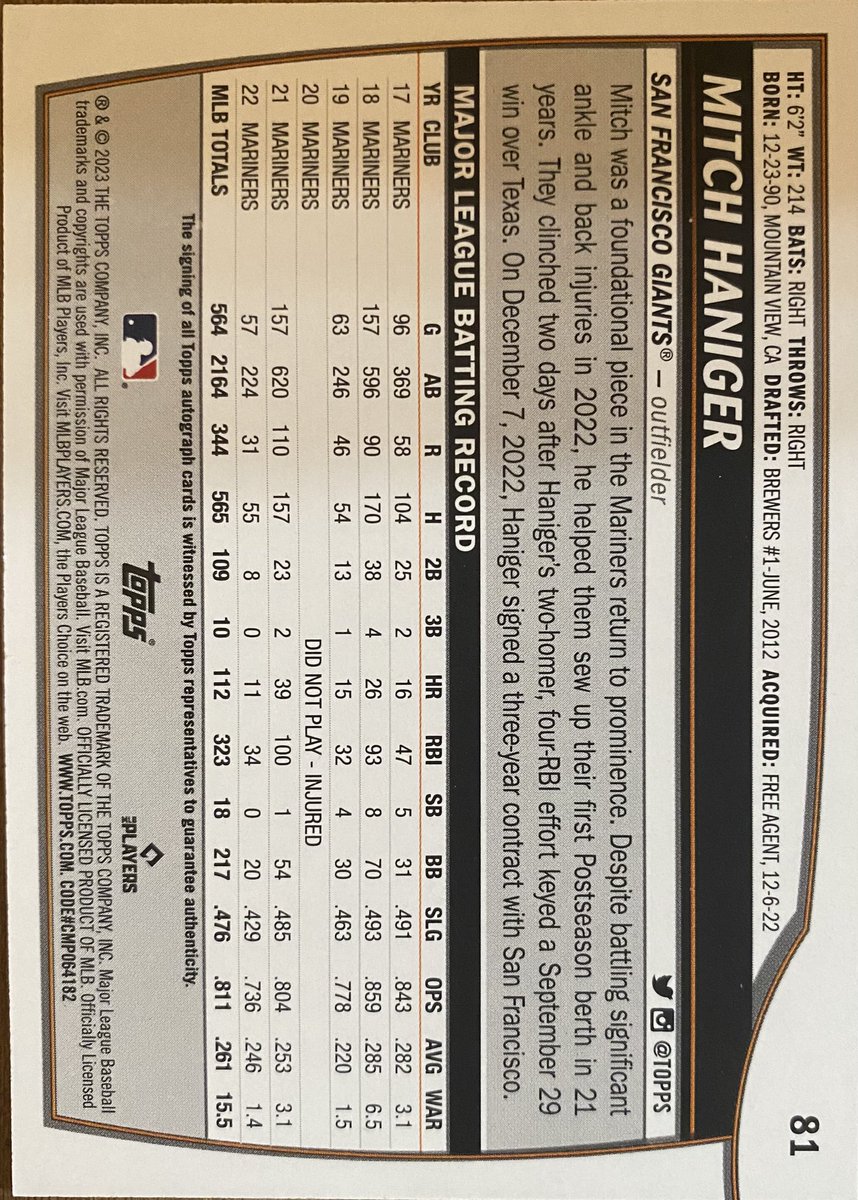 81
HT: 6'2" WT: 214 BATS: RIGHT THROWS: RIGHT
BORN: 12-23-90, MOUNTAIN VIEW, CA DRAFTED: BREWERS #1-JUNE, 2012 ACQUIRED: FREE AGENT, 12-6-22
MITCH HANIGER
SAN FRANCISCO GIANTS® – outfielder @TOPPS
Mitch was a foundational piece in the Mariners return to prominence. Despite battling significant
ankle and back injuries in 2022, he helped them sew up their first Postseason berth in 21
years. They clinched two days after Haniger's two-homer, four-RBI effort keyed a September 29
win over Texas. On December 7, 2022, Haniger signed a three-year contract with San Francisco.
MAJOR LEAGUE BATTING RECORD
YR CLUB G AB R H 2B 3B HR RBI SB BB SLG OPS AVG WAR
17 MARINERS 96 369 58 104 25 2 16 47 5 31 .491 .843 .282 3.1
18 MARINERS 157 596 90 170 38 4 26 93 8 70 .493 .859 .285 6.5
19 MARINERS 63 246 46 54 13 1 15 32 4 30 .463 .778 .220 1.5
20 MARINERS DID NOT PLAY - INJURED
21 MARINERS 157 620 110 157 23 2 39 100 1 54 .485 .804 .253 3.1
22 MARINERS 57 224 31 55 8 0 11 34 0 20 .429 .736 .246 1.4
MLB TOTALS 564 2164 344 565 109 10 112 323 18 217 .476 .811 .261 15.5
The signing of all Topps autograph cards is witnessed by Topps representatives to guarantee authenticity.
topps® MLB PLAYERS
® & © 2023 THE TOPPS COMPANY, INC. ALL RIGHTS RESERVED. TOPPS IS A REGISTERED TRADEMARK OF THE TOPPS COMPANY, INC. Major League Baseball
trademarks and copyrights are used with permission of Major League Baseball. Visit MLB.com. OFFICIALLY LICENSED PRODUCT OF MLB. Officially Licensed
Product of MLB Players, Inc. Visit MLBPLAYERS.COM, the Players Choice on the web. WWW.TOPPS.COM. CODE#CMP064182